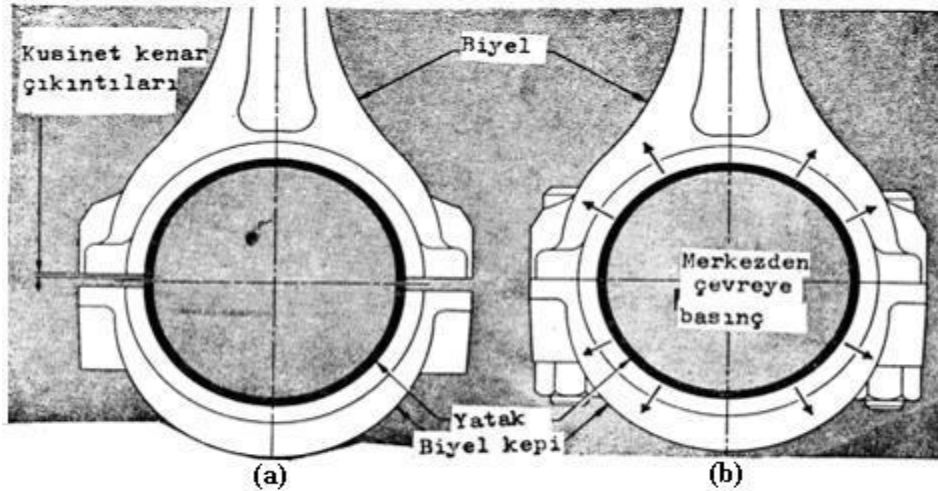 Kusinet kenar
çıkıntıları
Biyel
Merkezden
çevreye
basınç
Yatak
Biyel kepi
(a)
(b)